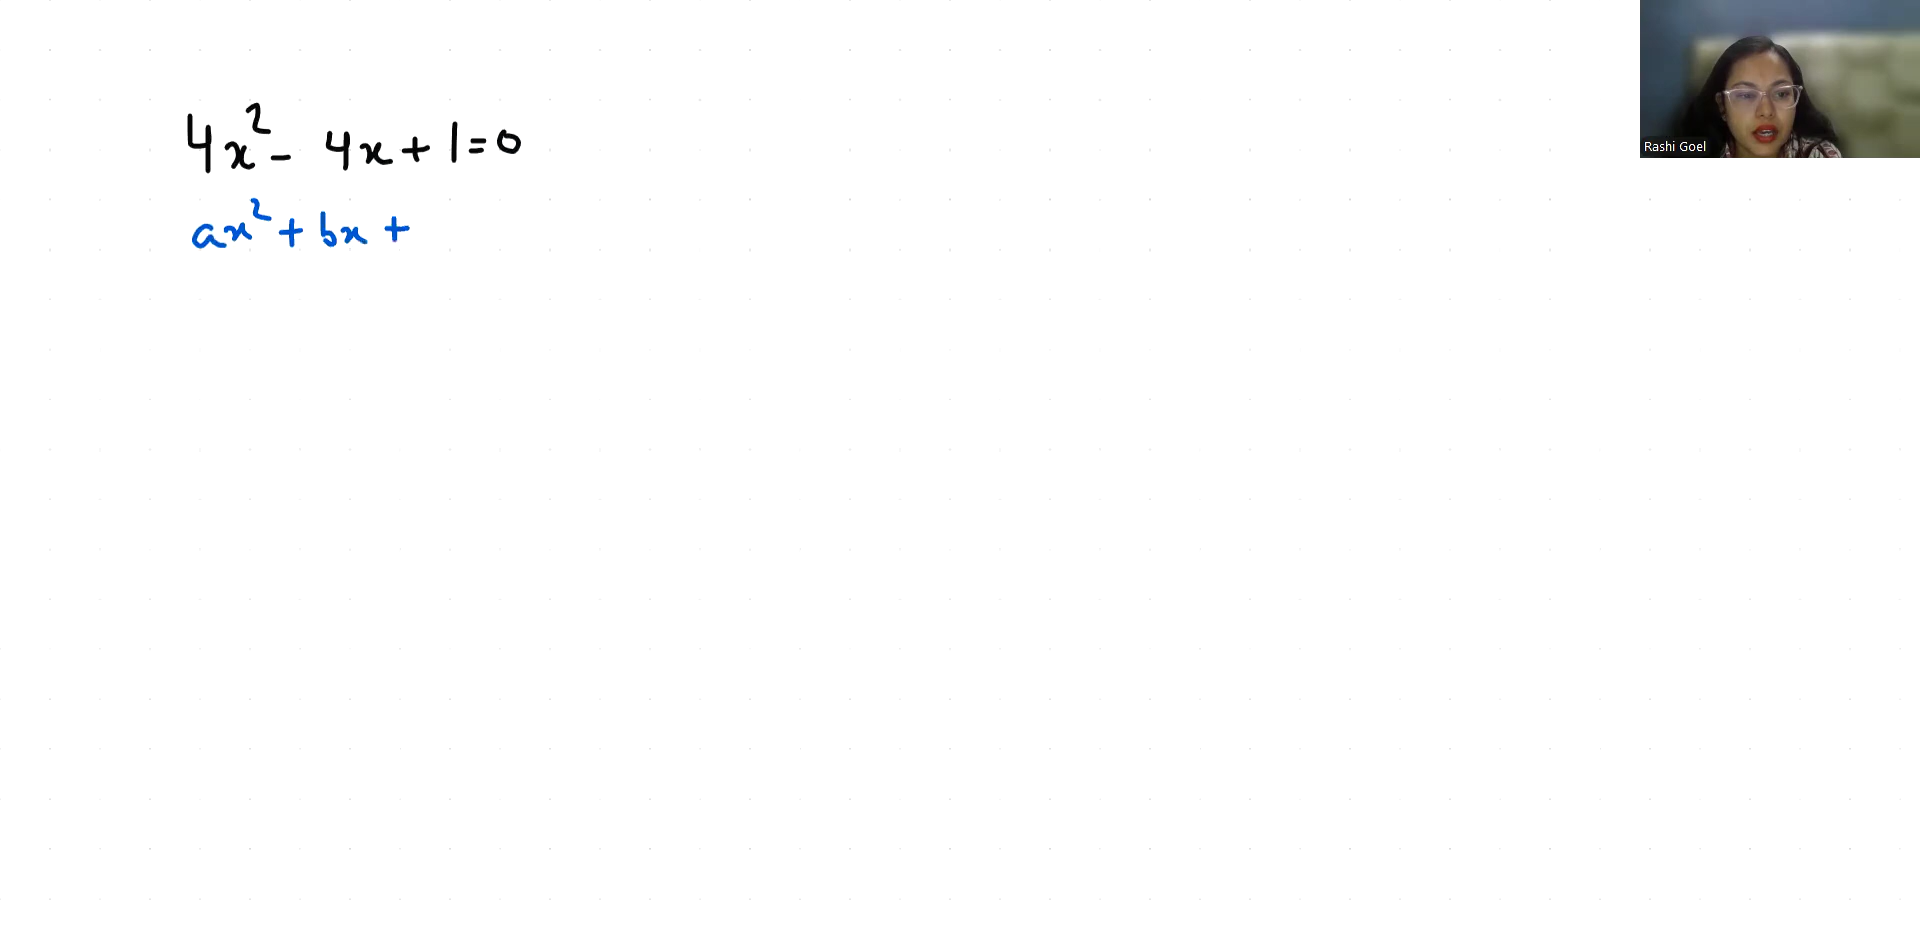 4x² - 4x + 1 = 0
ax² + bx +
Rashi Goel